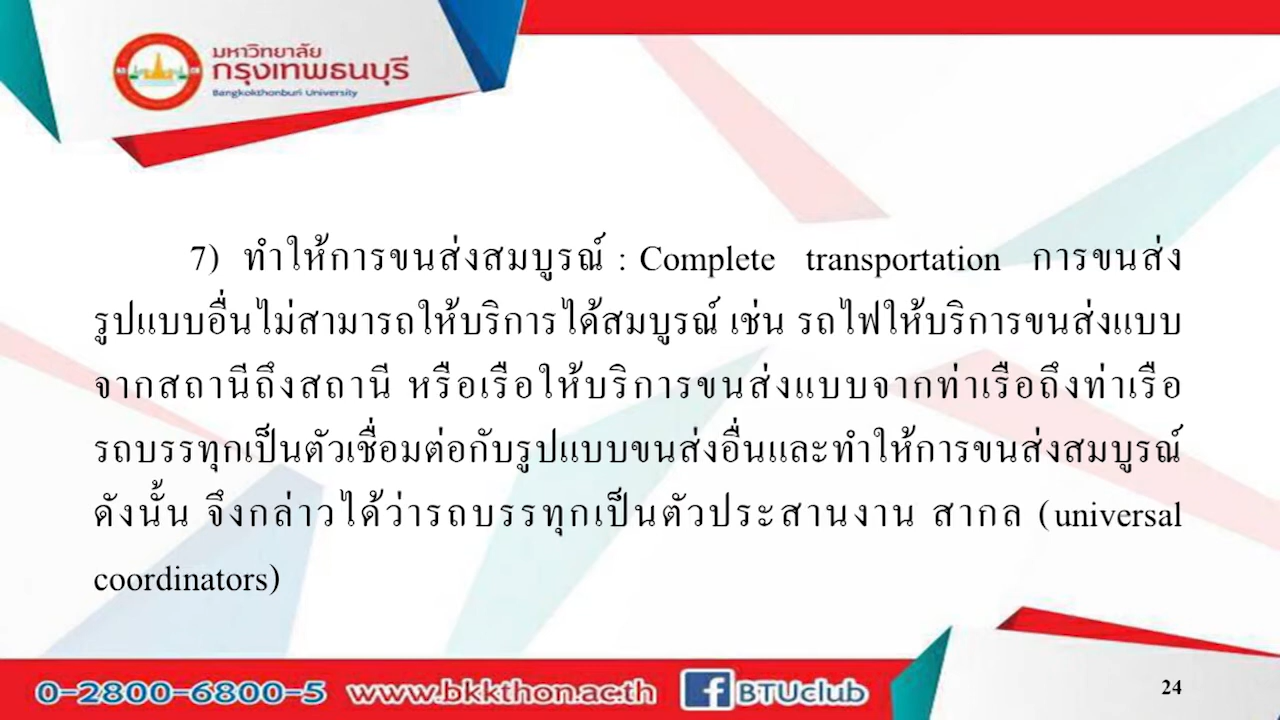 มหาวิทยาลัย
กรุงเทพธนบุรี
Bangkokthonburi University
7) ทำให้การขนส่งสมบูรณ์ : Complete transportation การขนส่ง
รูปแบบอื่นไม่สามารถให้บริการได้สมบูรณ์ เช่น รถไฟให้บริการขนส่งแบบ
จากสถานีถึงสถานี หรือเรือให้บริการขนส่งแบบจากท่าเรือถึงท่าเรือ
รถบรรทุกเป็นตัวเชื่อมต่อกับรูปแบบขนส่งอื่นและทำให้การขนส่งสมบูรณ์
ดังนั้น จึงกล่าวได้ว่ารถบรรทุกเป็นตัวประสานงาน สากล (universal
coordinators)
0-2800-6800-5 www.bkkthon.ac.th f BTUclub
24